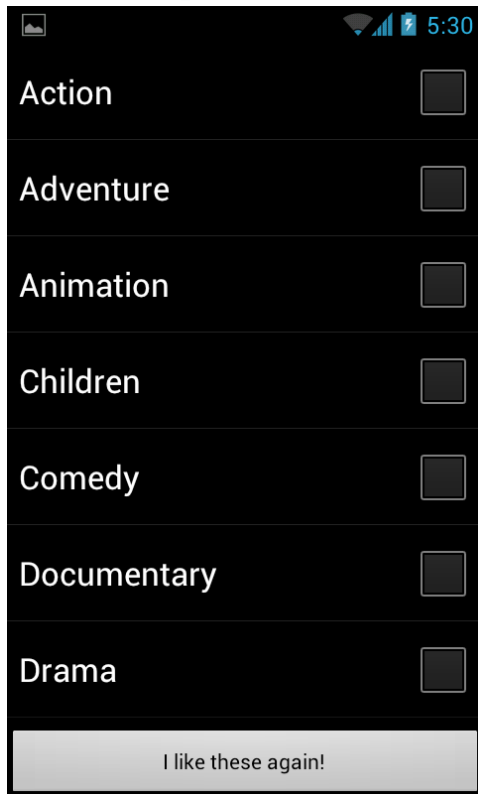 5:30
Action
Adventure
Animation
Children
Comedy
Documentary
Drama
I like these again!